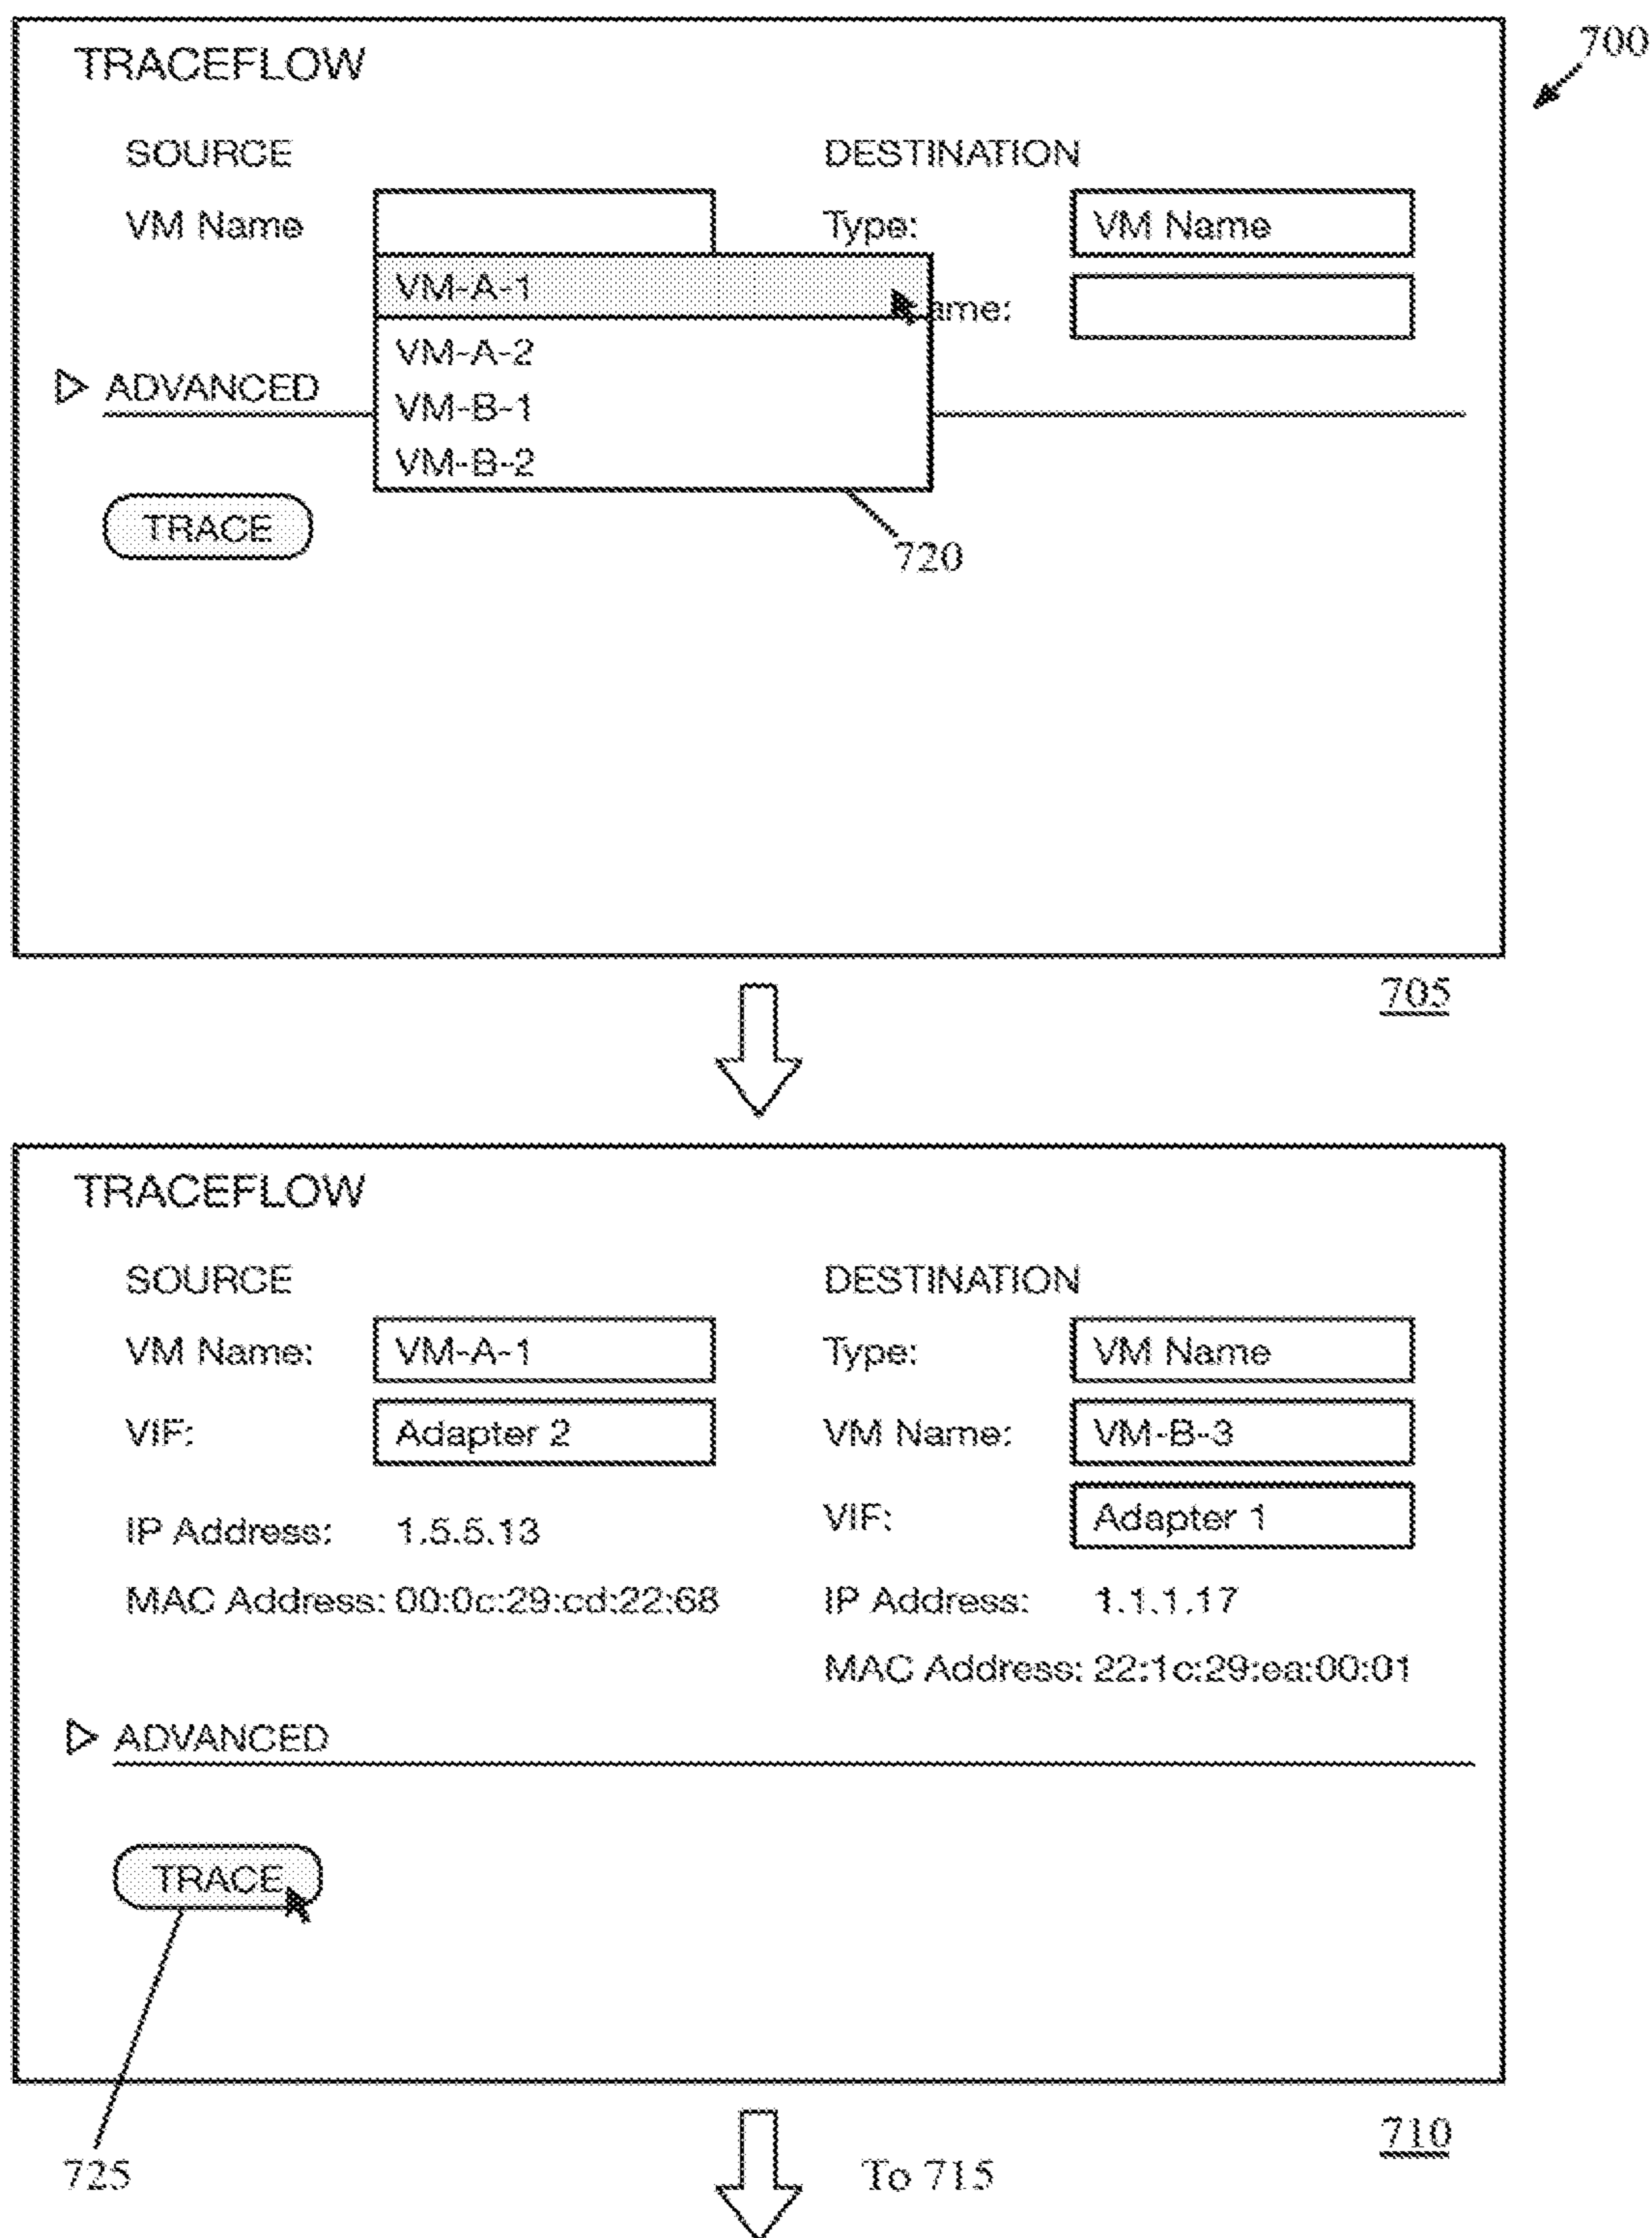 700
TRACEFLOW
SOURCE DESTINATION
VM Name Type: VM Name
VM-A-1 ame:
VM-A-2
ADVANCED
VM-B-1
VM-B-2
TRACE
720
705
TRACEFLOW
SOURCE DESTINATION
VM Name: VM-A-1 Type: VM Name
VIF: Adapter 2 VM Name: VM-B-3
IP Address: 1.5.5.13 VIF: Adapter 1
MAC Address: 00:0c:29:cd:22:68 IP Address: 1.1.1.17
MAC Address: 22:1c:29:ea:00:01
ADVANCED
TRACE
710
725 To 715